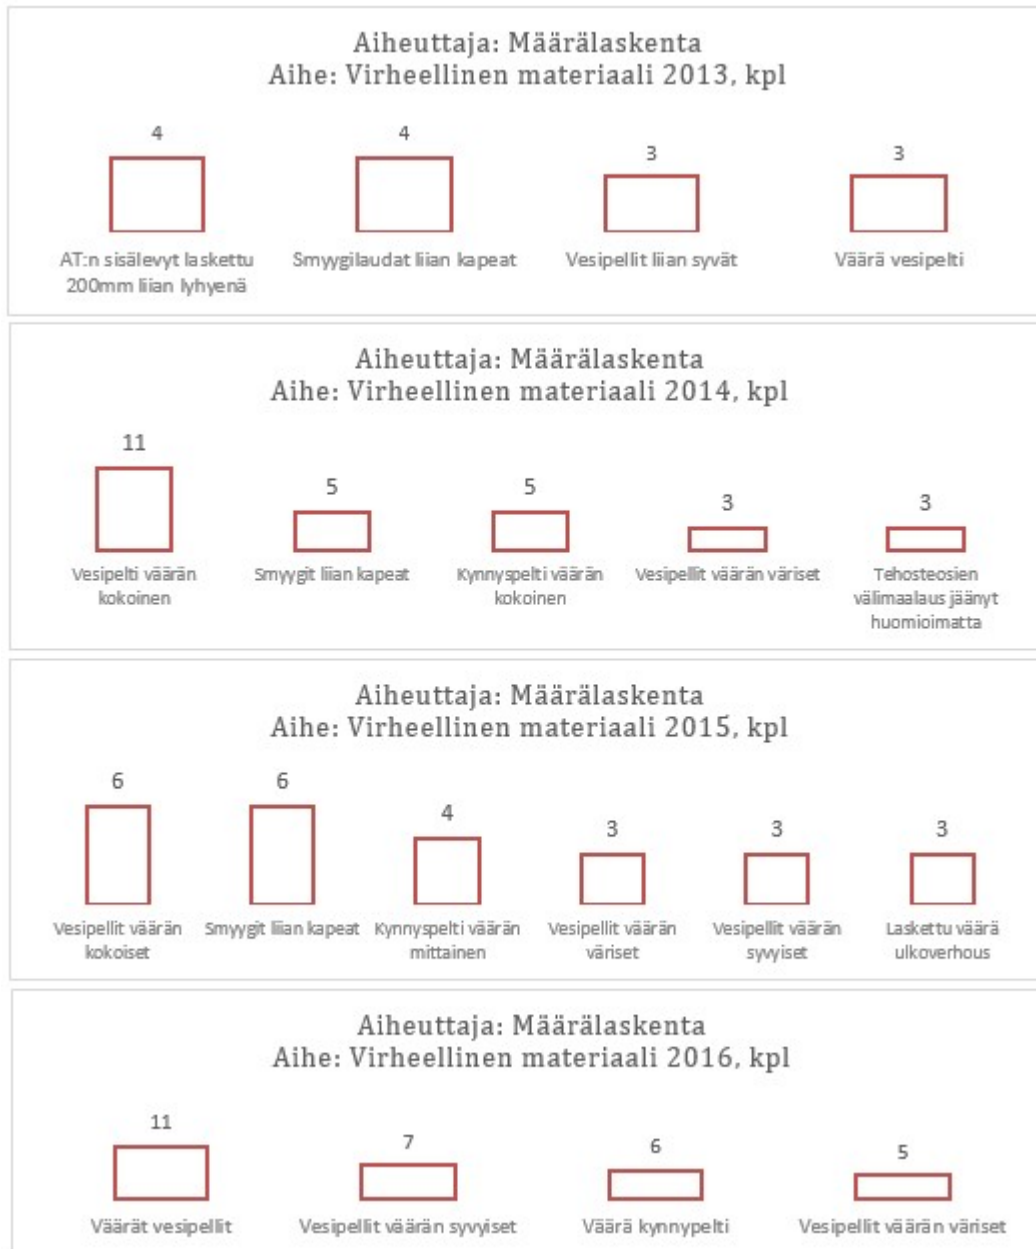 Aiheuttaja: Määrälaskenta
Aihe: Virheellinen materiaali 2013, kpl
4
4
3
3
AT:n sisälevyt laskettu
200mm liian lyhyenä
Smyygilaudat liian kapeat
Vesipellit liian syvät
Väärä vesipelti
Aiheuttaja: Määrälaskenta
Aihe: Virheellinen materiaali 2014, kpl
11
5
5
3
3
Vesipelti väärän
kokoinen
Smyygit liian kapeat
Kynnyspelti väärän
kokoinen
Vesipellit väärän väriset
Tehosteosien
välimaalaus jäänyt
huomioimatta
Aiheuttaja: Määrälaskenta
Aihe: Virheellinen materiaali 2015, kpl
6
6
4
3
3
3
Vesipellit väärän
kokoiset
Smyygit liian kapeat
Kynnyspelti väärän
mittainen
Vesipellit väärän
väriset
Vesipellit väärän
syvyiset
Laskettu väärä
ulkoverhous
Aiheuttaja: Määrälaskenta
Aihe: Virheellinen materiaali 2016, kpl
11
7
6
5
Väärät vesipellit
Vesipellit väärän syvyiset
Väärä kynnypelti
Vesipellit väärän väriset